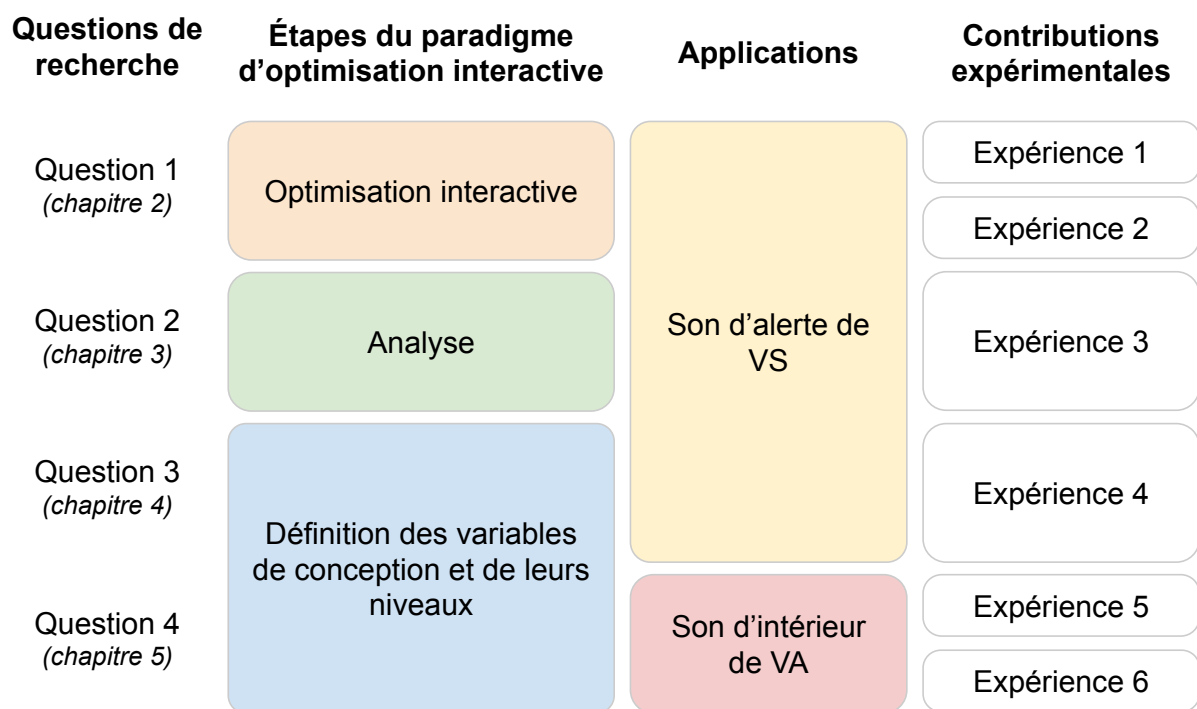 Questions de
recherche
Étapes du paradigme
d’optimisation interactive
Applications
Contributions
expérimentales
Question 1
(chapitre 2)
Optimisation interactive
Expérience 1
Expérience 2
Question 2
(chapitre 3)
Analyse
Son d’alerte de
VS
Expérience 3
Question 3
(chapitre 4)
Définition des variables
de conception et de leurs
niveaux
Expérience 4
Question 4
(chapitre 5)
Son d’intérieur
de VA
Expérience 5
Expérience 6